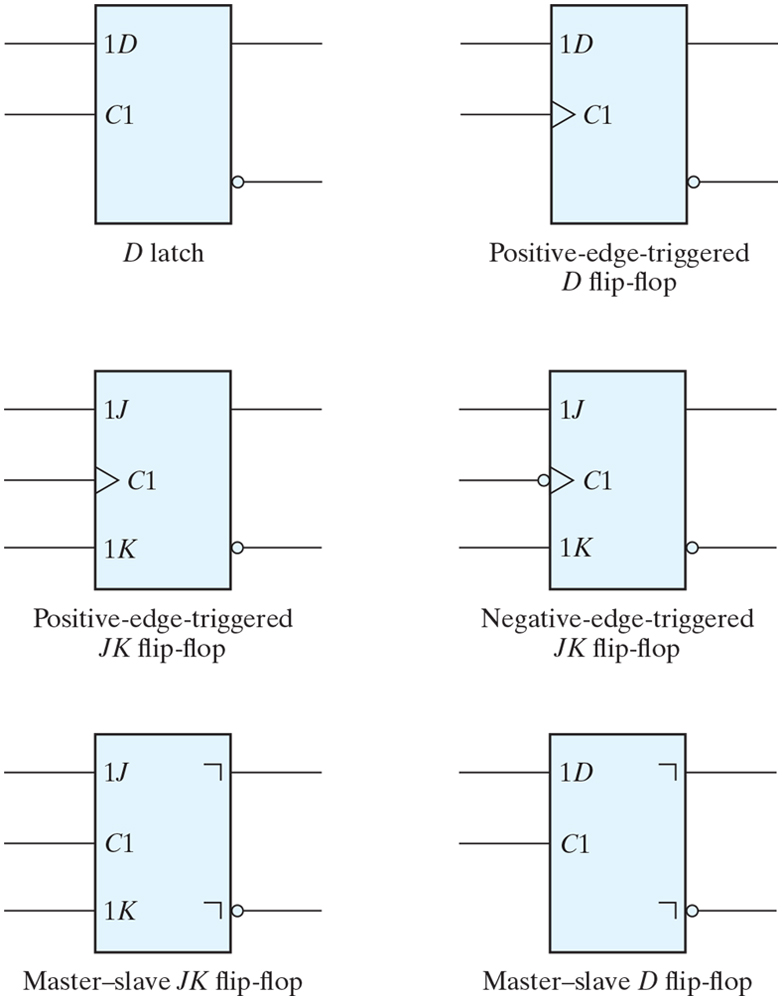 1D
C1
D latch
1D
C1
Positive-edge-triggered
D flip-flop
1J
C1
1K
Positive-edge-triggered
JK flip-flop
1J
C1
1K
Negative-edge-triggered
JK flip-flop
1J
C1
1K
Master–slave JK flip-flop
1D
C1
Master–slave D flip-flop